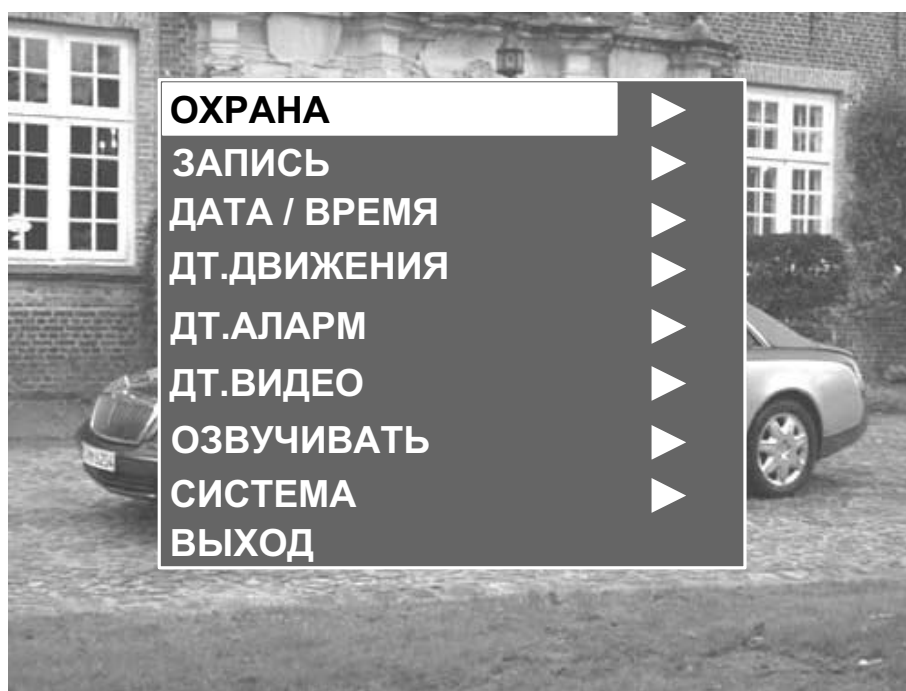 ОХРАНА
ЗАПИСЬ
ДАТА / ВРЕМЯ
ДТ.ДВИЖЕНИЯ
ДТ.АЛАРМ
ДТ.ВИДЕО
ОЗВУЧИВАТЬ
СИСТЕМА
ВЫХОД